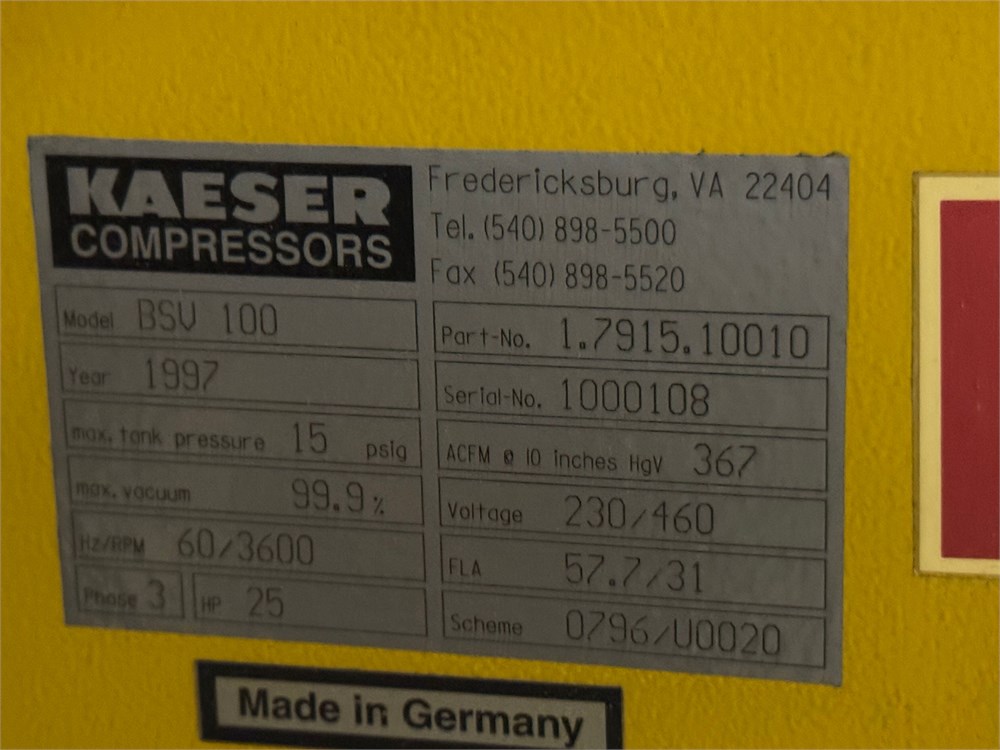 KAESER
COMPRESSORS
Fredericksburg, VA 22404
Tel. (540) 898-5500
Fax (540) 898-5520
Model BSV 100
Year 1997
max. tank pressure 15 psig
max. vacuum 99.9%
Hz/RPM 60/3600
Phase 3 HP 25
Part-No. 1.7915.10010
Serial-No. 1000108
ACFM @ 10 inches HgV 367
Voltage 230/460
FLA 57.7/31
Scheme 0796/U0020
Made in Germany